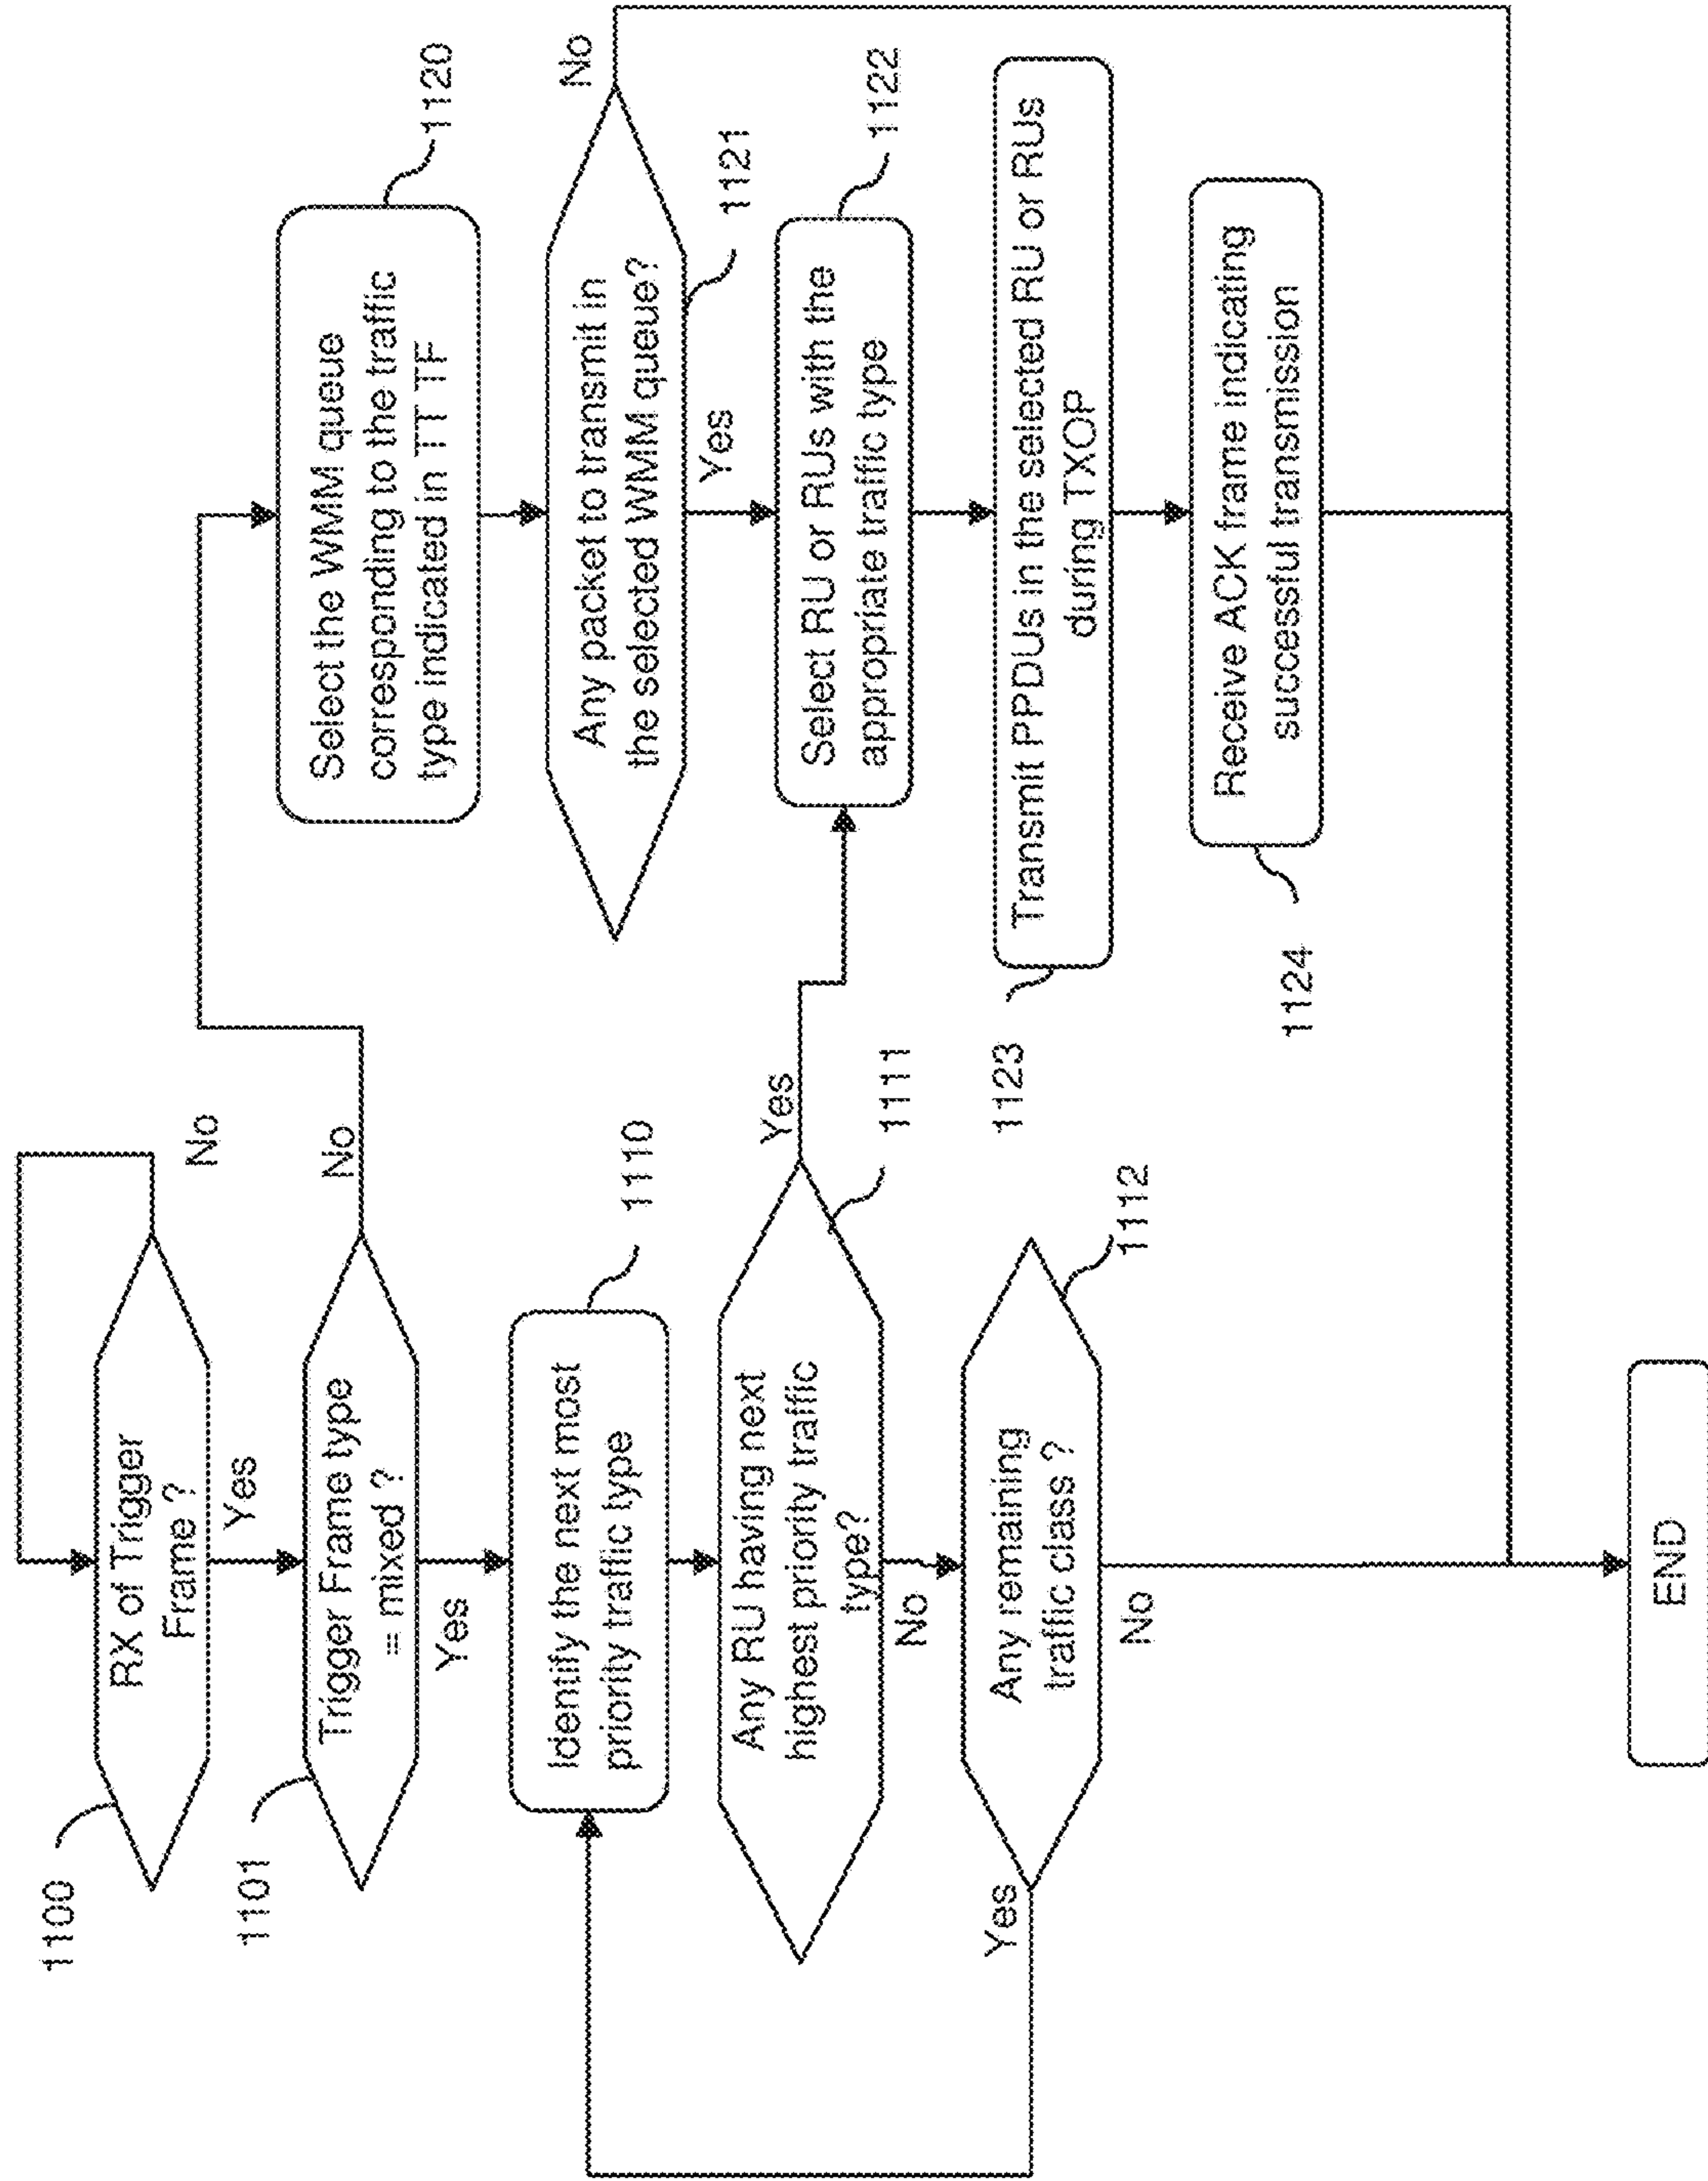 1100
RX of Trigger
Frame ?
No
Yes
1101
Trigger Frame type
= mixed ?
No
Yes
Identify the next most
priority traffic type
1110
Any RU having next
highest priority traffic
type?
Yes
1111
No
Any remaining
traffic class ?
1112
Yes
No
END
Select the WMM queue
corresponding to the traffic
type indicated in TT TF
1120
Any packet to transmit in
the selected WMM queue?
No
1121
Yes
Select RU or RUs with the
appropriate traffic type
1122
Transmit PPDUs in the selected RU or RUs
during TXOP
1123
Receive ACK frame indicating
successful transmission
1124